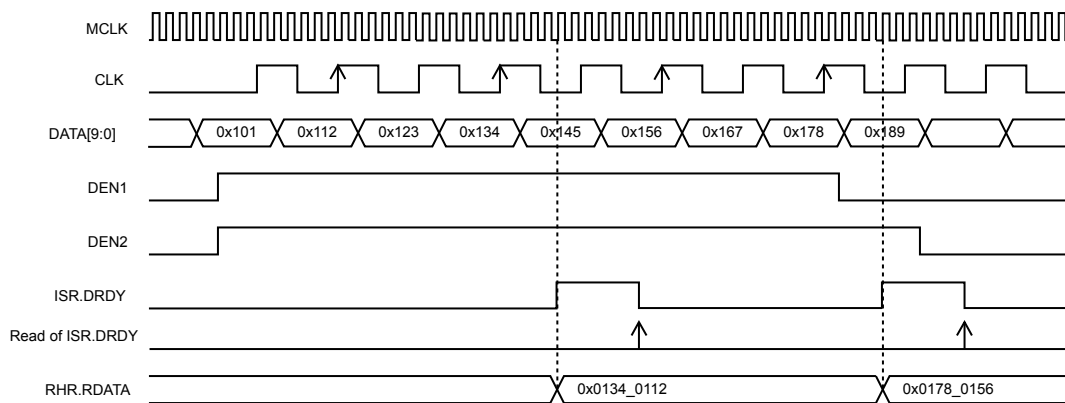 MCLK
CLK
DATA[9:0] 0x101 0x112 0x123 0x134 0x145 0x156 0x167 0x178 0x189
DEN1
DEN2
ISR.DRDY
Read of ISR.DRDY
RHR.RDATA 0x0134_0112 0x0178_0156